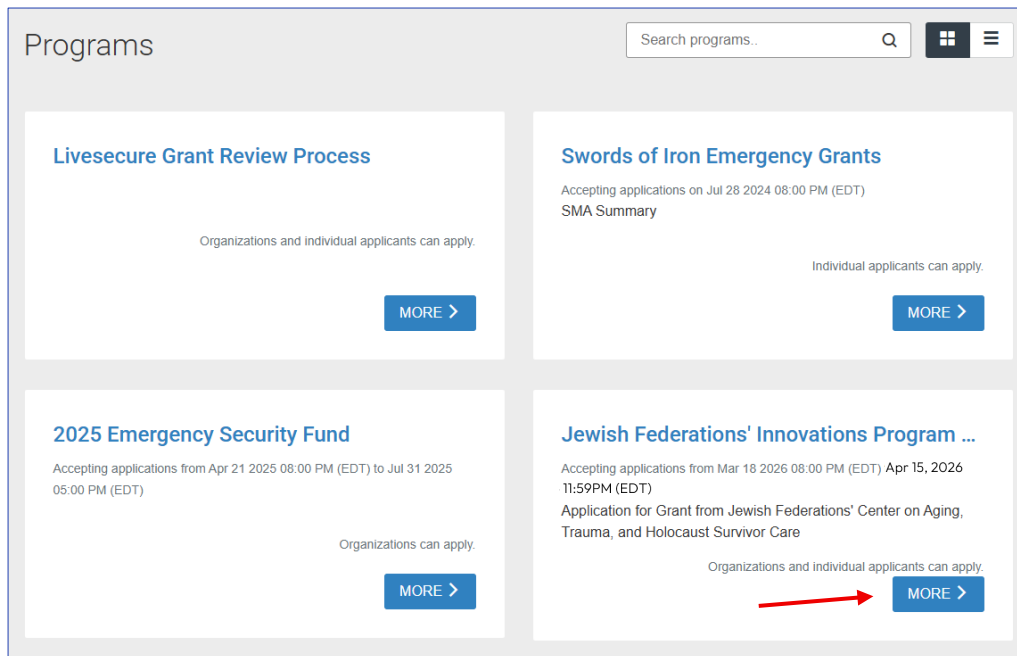 Programs
Search programs..
Livesecure Grant Review Process
Organizations and individual applicants can apply.
MORE
Swords of Iron Emergency Grants
Accepting applications on Jul 28 2024 08:00 PM (EDT)
SMA Summary
Individual applicants can apply.
MORE
2025 Emergency Security Fund
Accepting applications from Apr 21 2025 08:00 PM (EDT) to Jul 31 2025
05:00 PM (EDT)
Organizations can apply.
MORE
Jewish Federations' Innovations Program ...
Accepting applications from Mar 18 2026 08:00 PM (EDT) Apr 15, 2026
11:59PM (EDT)
Application for Grant from Jewish Federations' Center on Aging,
Trauma, and Holocaust Survivor Care
Organizations and individual applicants can apply.
MORE